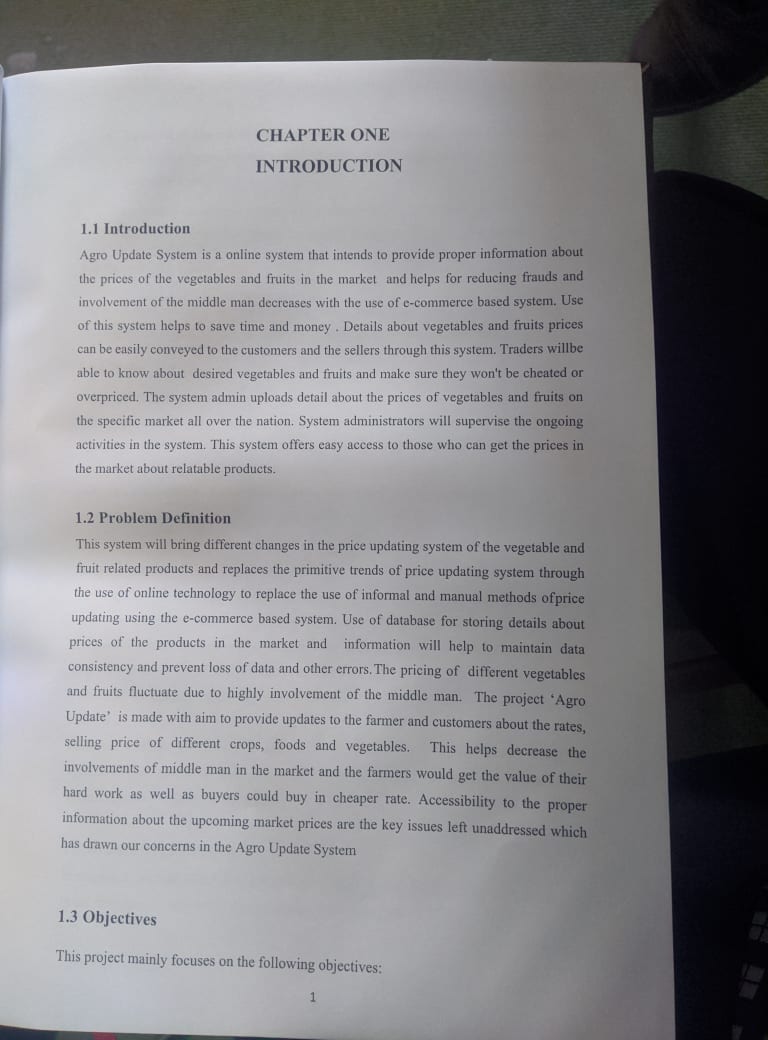 CHAPTER ONE
INTRODUCTION
1.1 Introduction
Agro Update System is a online system that intends to provide proper information about
the prices of the vegetables and fruits in the market and helps for reducing frauds and
involvement of the middle man decreases with the use of e-commerce based system. Use
of this system helps to save time and money . Details about vegetables and fruits prices
can be easily conveyed to the customers and the sellers through this system. Traders willbe
able to know about desired vegetables and fruits and make sure they won't be cheated or
overpriced. The system admin uploads detail about the prices of vegetables and fruits on
the specific market all over the nation. System administrators will supervise the ongoing
activities in the system. This system offers easy access to those who can get the prices in
the market about relatable products.
1.2 Problem Definition
This system will bring different changes in the price updating system of the vegetable and
fruit related products and replaces the primitive trends of price updating system through
the use of online technology to replace the use of informal and manual methods ofprice
updating using the e-commerce based system. Use of database for storing details about
prices of the products in the market and information will help to maintain data
consistency and prevent loss of data and other errors.The pricing of different vegetables
and fruits fluctuate due to highly involvement of the middle man. The project ‘Agro
Update’ is made with aim to provide updates to the farmer and customers about the rates,
selling price of different crops, foods and vegetables. This helps decrease the
involvements of middle man in the market and the farmers would get the value of their
hard work as well as buyers could buy in cheaper rate. Accessibility to the proper
information about the upcoming market prices are the key issues left unaddressed which
has drawn our concerns in the Agro Update System
1.3 Objectives
This project mainly focuses on the following objectives:
1